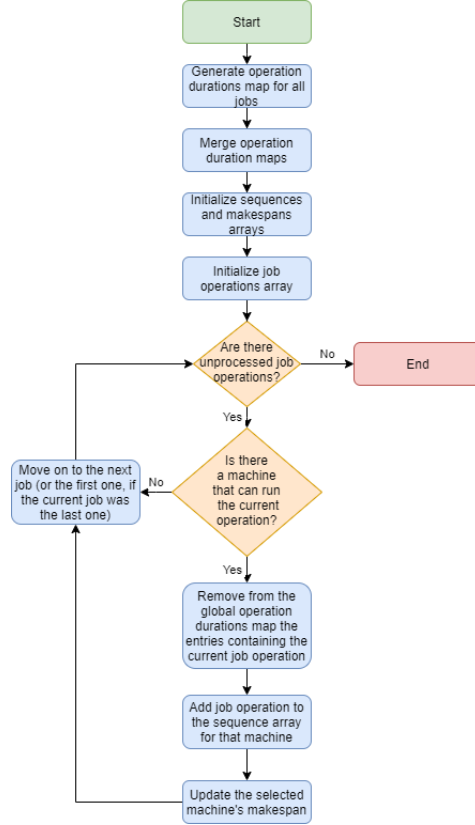 Start
Generate operation
durations map for all
jobs
Merge operation
duration maps
Initialize sequences
and makespans
arrays
Initialize job
operations array
Are there
unprocessed job
operations?
No
End
Yes
Is there
a machine
that can run
the current
operation?
No
Move on to the next
job (or the first one, if
the current job was
the last one)
Yes
Remove from the
global operation
durations map the
entries containing the
current job operation
Add job operation to
the sequence array
for that machine
Update the selected
machine's makespan